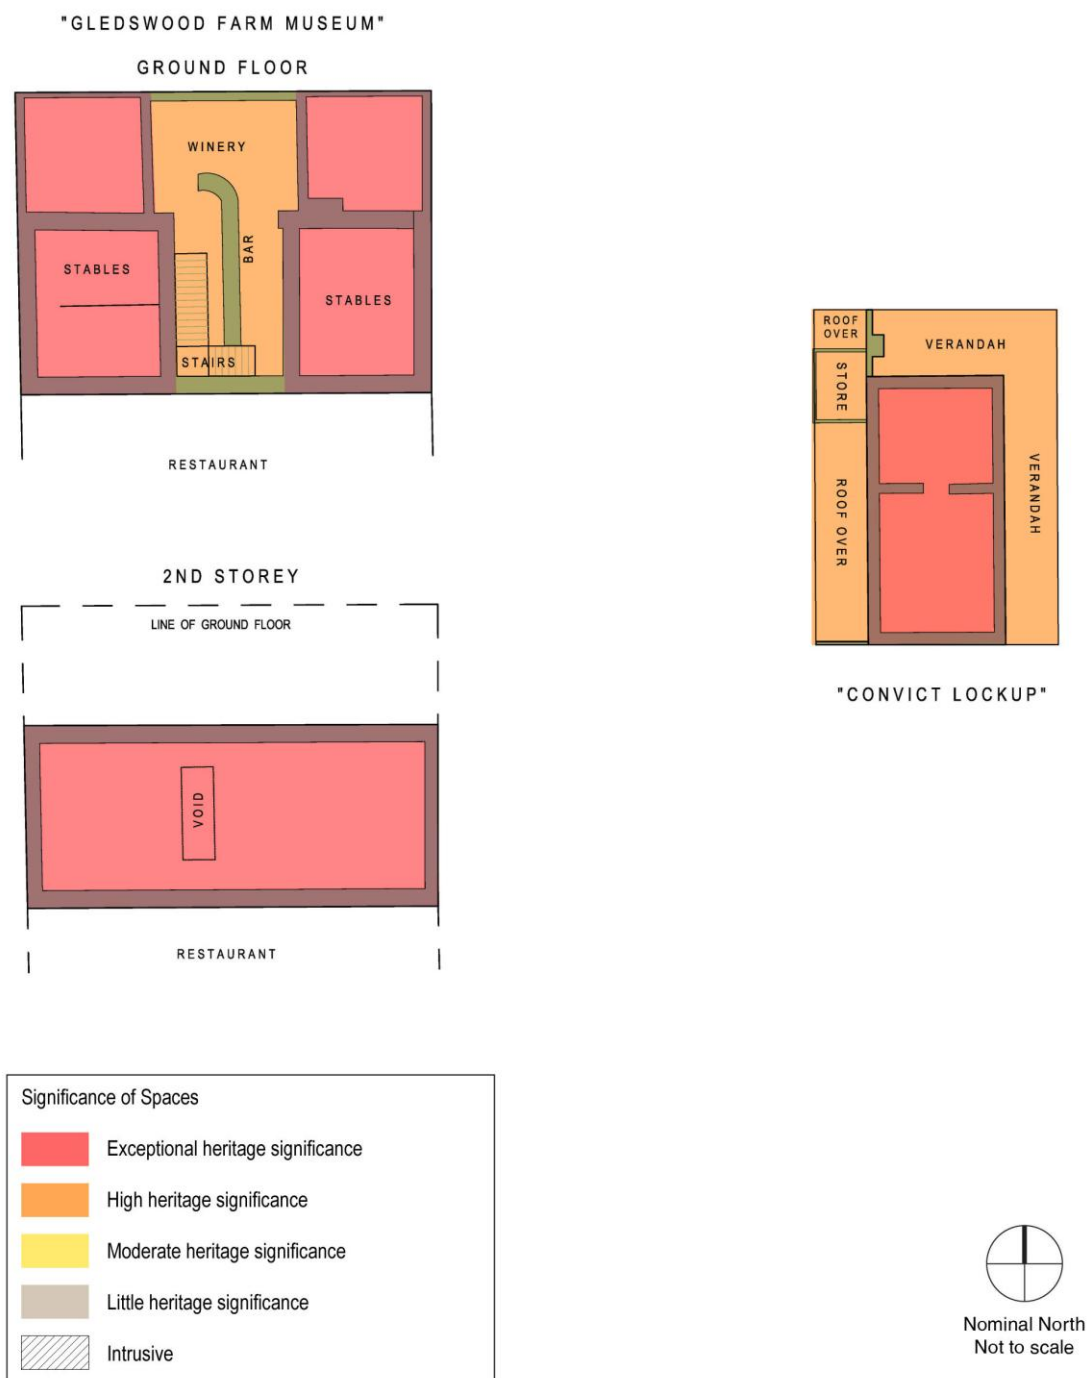 "GLEDSWOOD FARM MUSEUM"
GROUND FLOOR
WINERY
BAR
STABLES
STABLES
STAIRS
RESTAURANT
2ND STOREY
LINE OF GROUND FLOOR
VOID
RESTAURANT
ROOF
OVER
VERANDAH
STORE
ROOF OVER
VERANDAH
"CONVICT LOCKUP"
Significance of Spaces
Exceptional heritage significance
High heritage significance
Moderate heritage significance
Little heritage significance
Intrusive
Nominal North
Not to scale